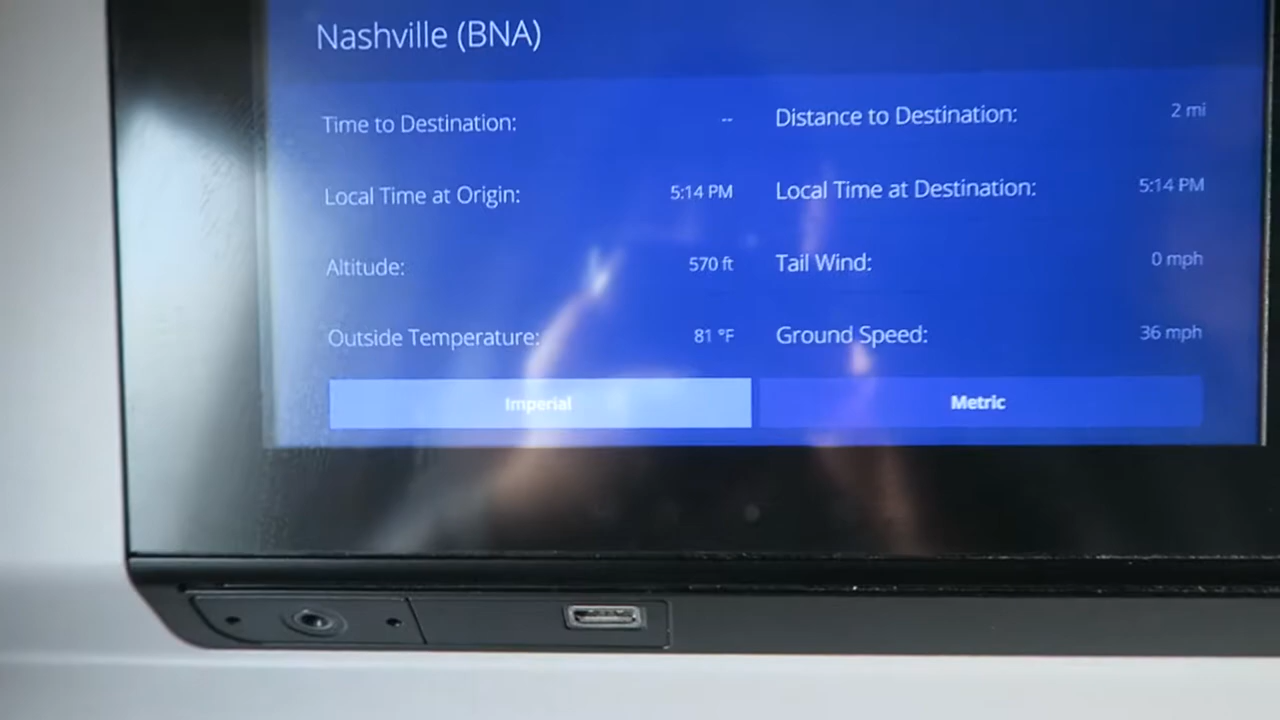 Nashville (BNA)
Time to Destination: -- Distance to Destination: 2 mi
Local Time at Origin: 5:14 PM Local Time at Destination: 5:14 PM
Altitude: 570 ft Tail Wind: 0 mph
Outside Temperature: 81 °F Ground Speed: 36 mph
Imperial Metric